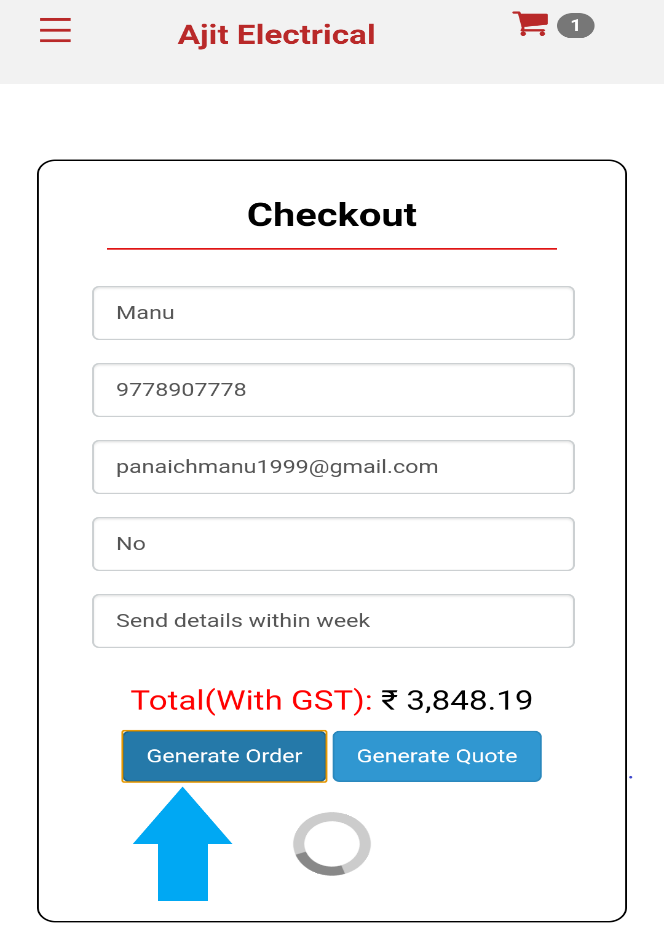 Ajit Electrical
1
Checkout
Manu
9778907778
panaichmanu1999@gmail.com
No
Send details within week
Total(With GST): ₹ 3,848.19
Generate Order
Generate Quote